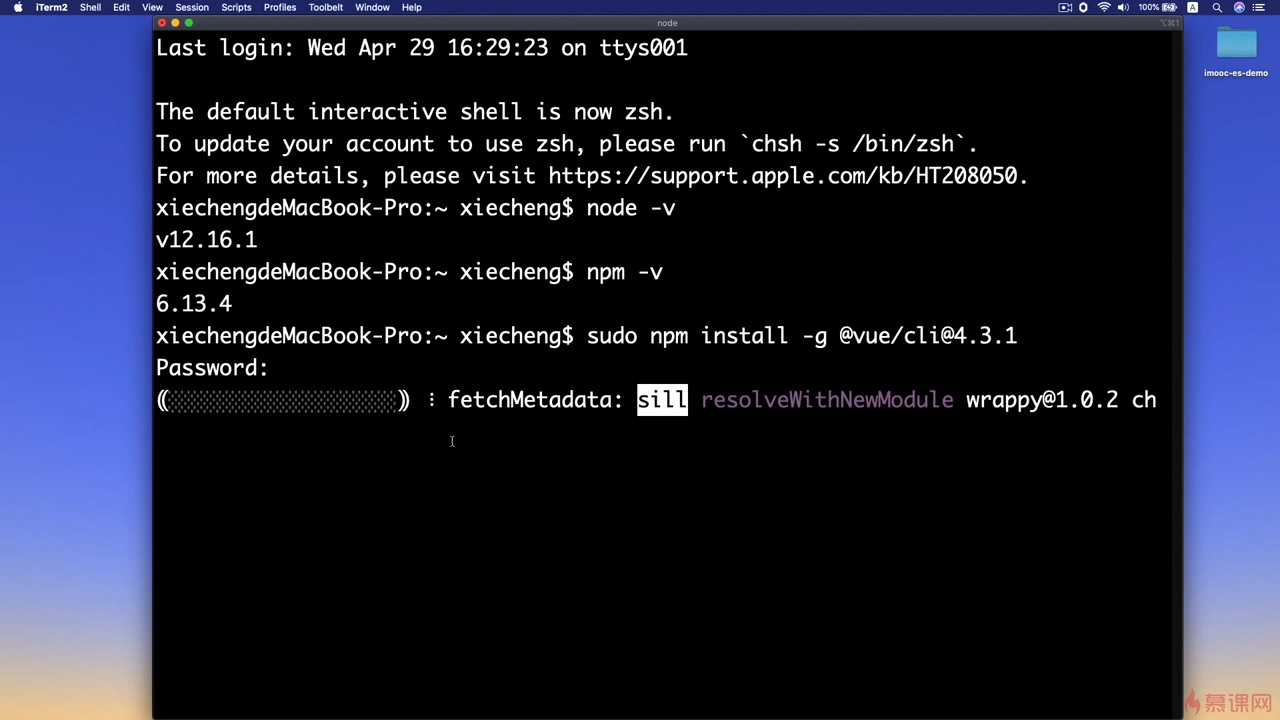 iTerm2 Shell Edit View Session Scripts Profiles Toolbelt Window Help
100% A
node
⌥⌘1
Last login: Wed Apr 29 16:29:23 on ttys001
The default interactive shell is now zsh.
To update your account to use zsh, please run `chsh -s /bin/zsh`.
For more details, please visit https://support.apple.com/kb/HT208050.
xiechengdeMacBook-Pro:~ xiecheng$ node -v
v12.16.1
xiechengdeMacBook-Pro:~ xiecheng$ npm -v
6.13.4
xiechengdeMacBook-Pro:~ xiecheng$ sudo npm install -g @vue/cli@4.3.1
Password:
(░░░░░░░░░░░░░░░░░░) ⠸ fetchMetadata: sill resolveWithNewModule wrappy@1.0.2 ch
imooc-es-demo
慕课网